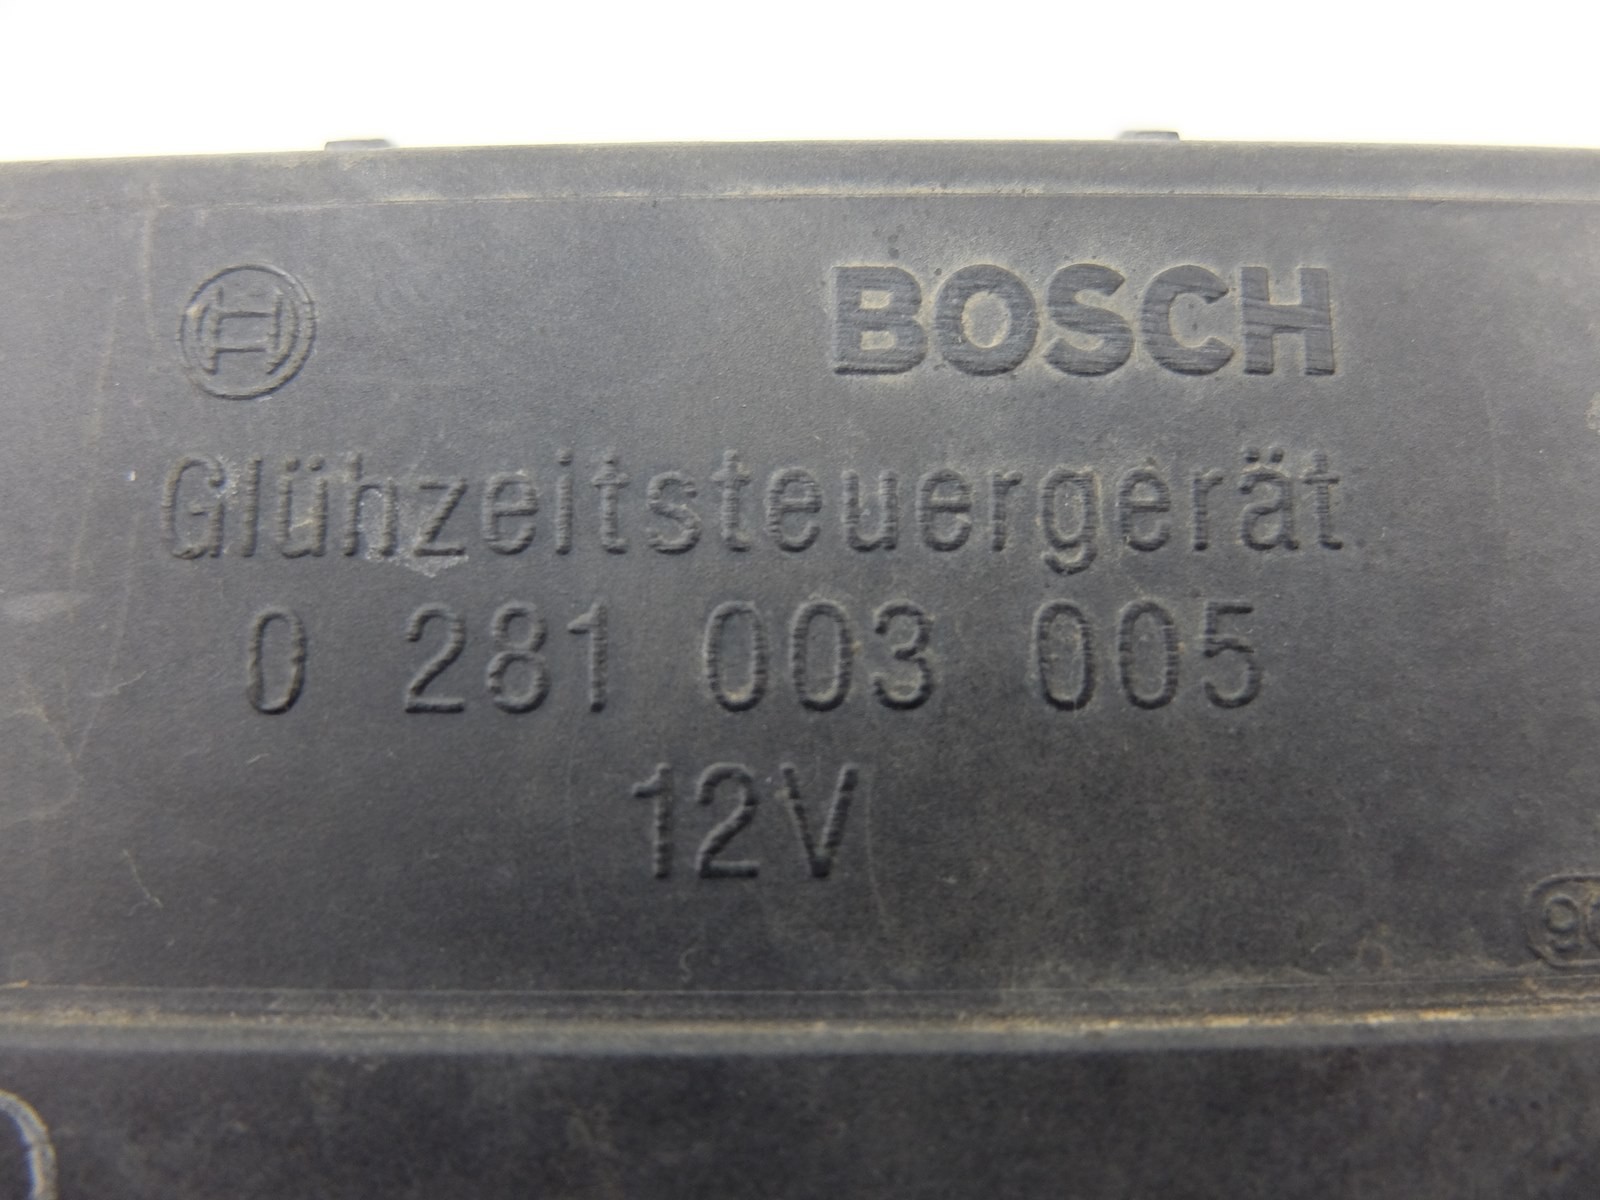 BOSCH
Glühzeitsteuergerät
0 281 003 005
12V